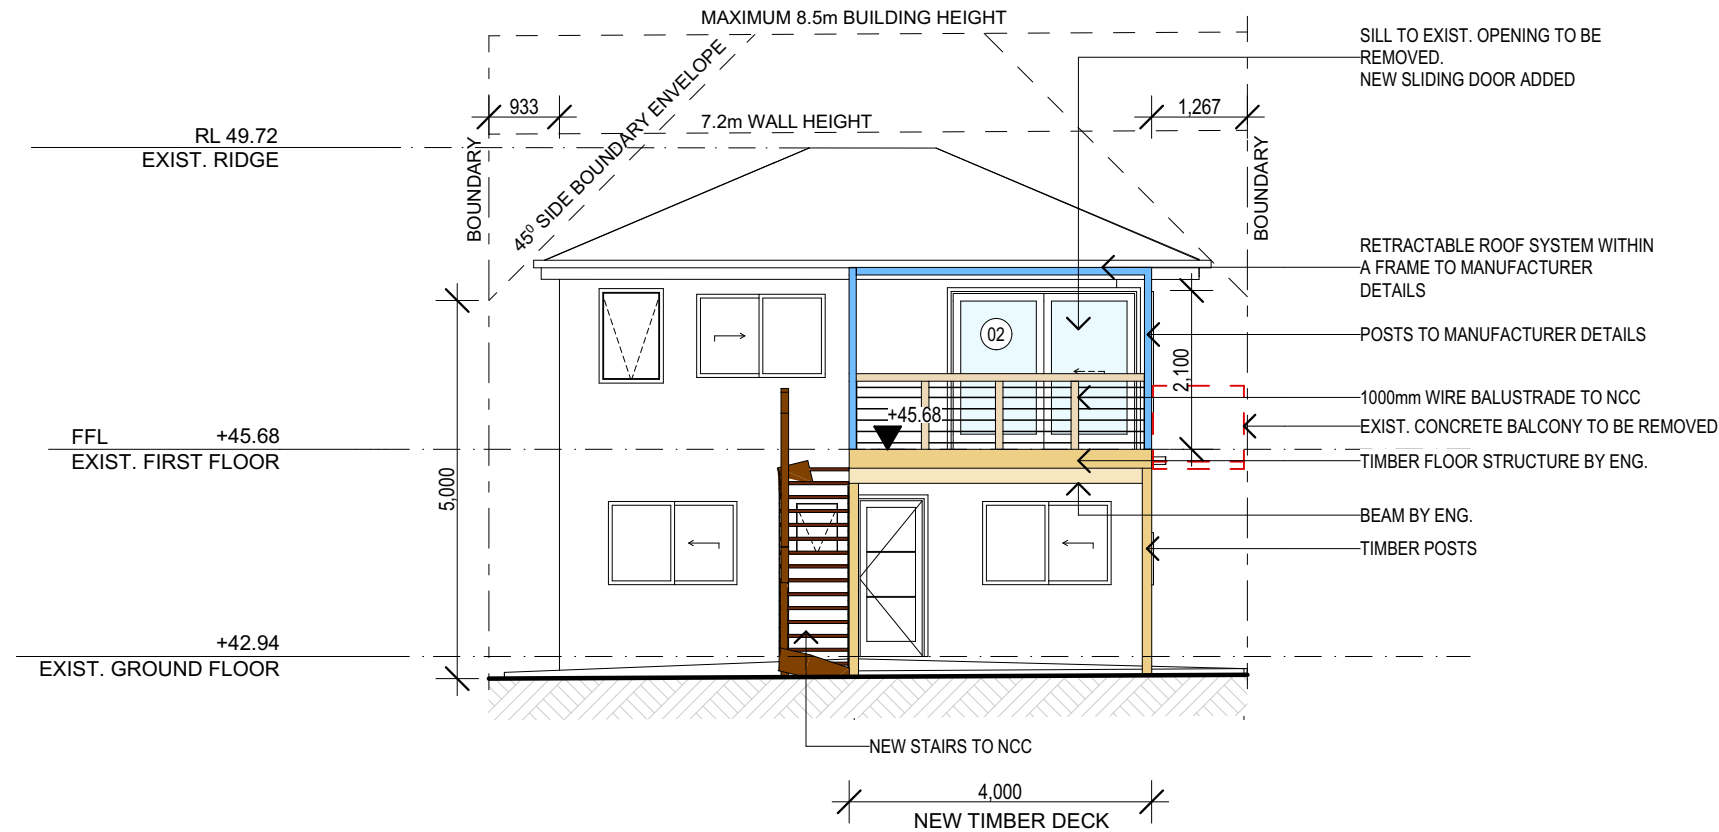 MAXIMUM 8.5m BUILDING HEIGHT
SILL TO EXIST. OPENING TO BE
REMOVED.
NEW SLIDING DOOR ADDED
933
1,267
7.2m WALL HEIGHT
45⁰ SIDE BOUNDARY ENVELOPE
RL 49.72
EXIST. RIDGE
BOUNDARY
BOUNDARY
RETRACTABLE ROOF SYSTEM WITHIN
A FRAME TO MANUFACTURER
DETAILS
02
POSTS TO MANUFACTURER DETAILS
2,100
1000mm WIRE BALUSTRADE TO NCC
+45.68
EXIST. CONCRETE BALCONY TO BE REMOVED
FFL +45.68
EXIST. FIRST FLOOR
TIMBER FLOOR STRUCTURE BY ENG.
5,000
BEAM BY ENG.
TIMBER POSTS
+42.94
EXIST. GROUND FLOOR
NEW STAIRS TO NCC
4,000
NEW TIMBER DECK